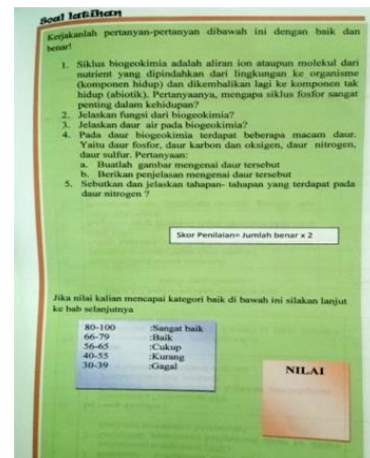 Soal latihan
Kerjakanlah pertanyan-pertanyan dibawah ini dengan baik dan
benar!
1. Siklus biogeokimia adalah aliran ion ataupun molekul dari
nutrient yang dipindahkan dari lingkungan ke organisme
(komponen hidup) dan dikembalikan lagi ke komponen tak
hidup (abiotik). Pertanyaanya, mengapa siklus fosfor sangat
penting dalam kehidupan?
2. Jelaskan fungsi dari biogeokimia?
3. Jelaskan daur air pada biogeokimia?
4. Pada daur biogeokimia terdapat beberapa macam daur.
Yaitu daur fosfor, daur karbon dan oksigen, daur nitrogen,
daur sulfur. Pertanyaan:
a. Buatlah gambar mengenai daur tersebut
b. Berikan penjelasan mengenai daur tersebut
5. Sebutkan dan jelaskan tahapan- tahapan yang terdapat pada
daur nitrogen ?
Skor Penilaian= Jumlah benar x 2
Jika nilai kalian mencapai kategori baik di bawah ini silakan lanjut
ke bab selanjutnya
80-100 :Sangat baik
66-79 :Baik
56-65 :Cukup
40-55 :Kurang
30-39 :Gagal
NILAI